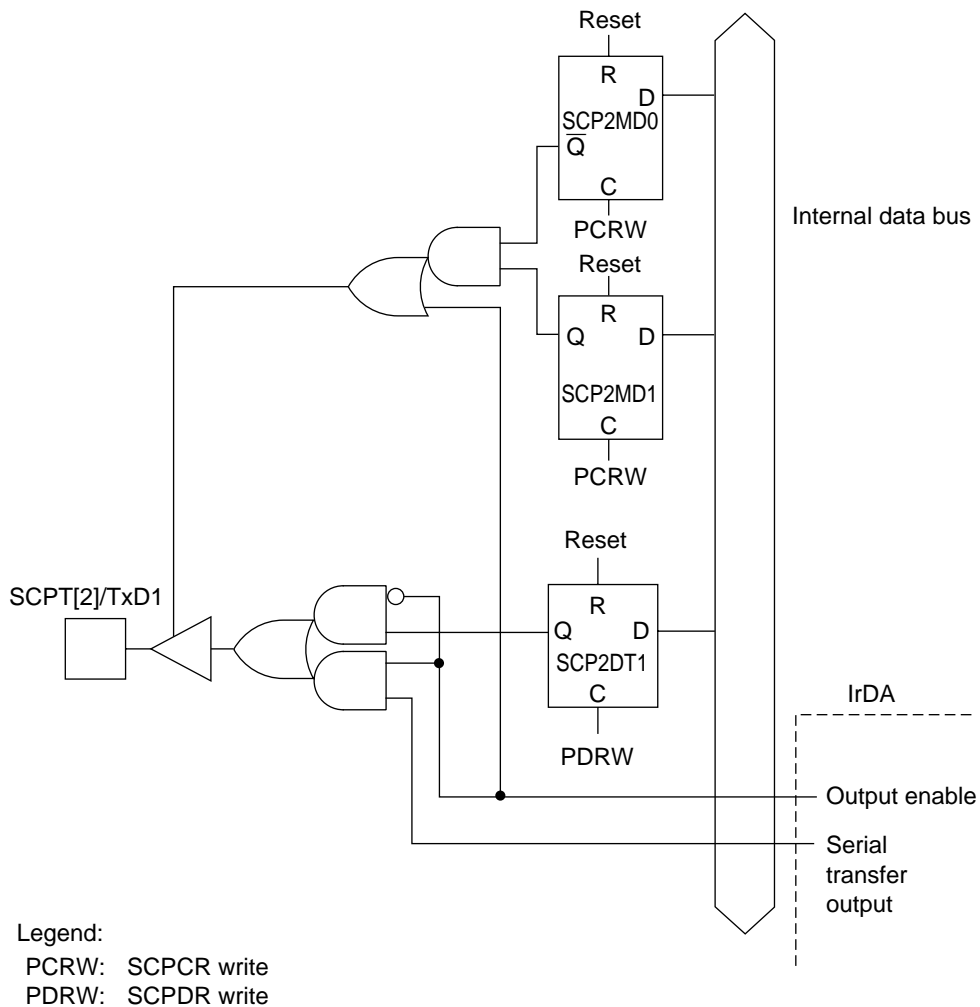 Reset
R
D
SCP2MD0
Q̅
C
PCRW
Internal data bus
Reset
R
Q
D
SCP2MD1
C
PCRW
Reset
SCPT[2]/TxD1
R
Q
D
SCP2DT1
C
IrDA
PDRW
Output enable
Serial
transfer
output
Legend:
PCRW: SCPCR write
PDRW: SCPDR write